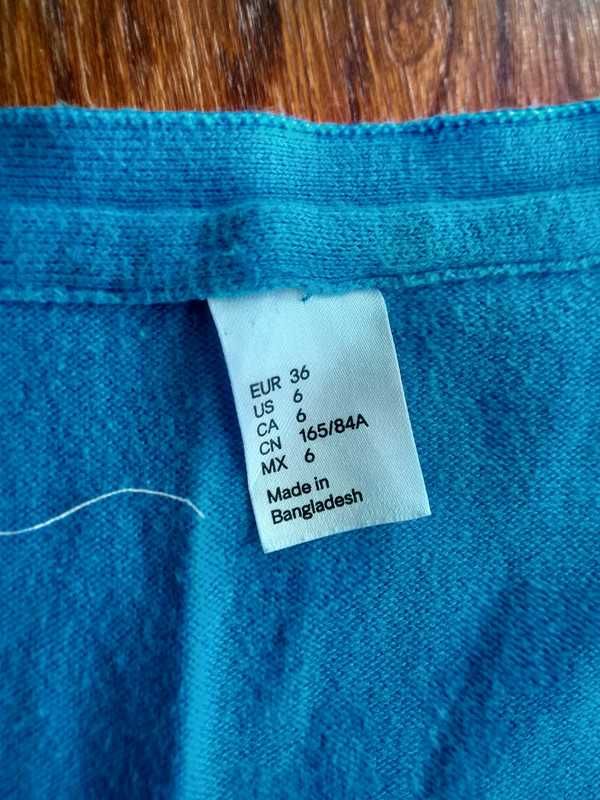 EUR 36
US 6
CA 6
CN 165/84A
MX 6
Made in
Bangladesh